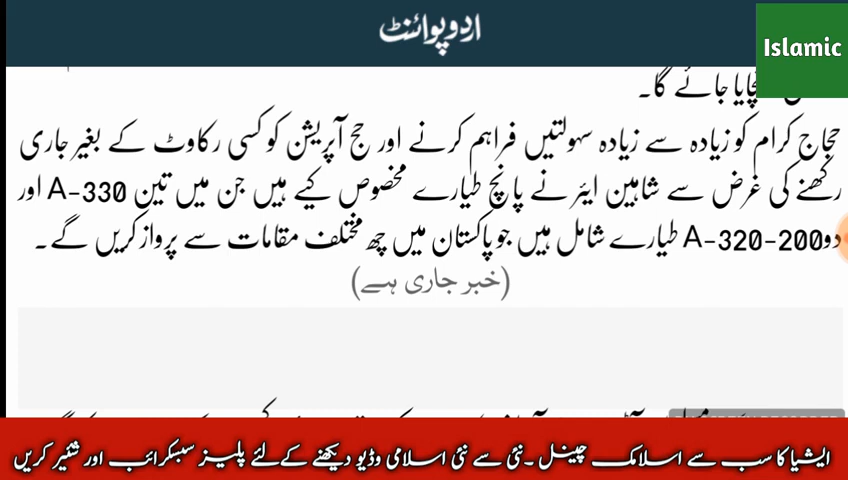 اردو پوائنٹ
Islamic
جائے گا۔
حجاج کرام کو زیادہ سے زیادہ سہولتیں فراہم کرنے اور حج آپریشن کو کسی رکاوٹ کے بغیر جاری
رکھنے کی غرض سے شاہین ایئر نے پانچ طیارے مخصوص کیے ہیں جن میں تین A-330 اور
دو A-320-200 طیارے شامل ہیں جو پاکستان میں چھ مختلف مقامات سے پرواز کریں گے۔
(خبر جاری ہے)
ایشیا کا سب سے اسلامک چینل ۔نئی سے نئی اسلامی وڈیو دیکھنے کے لئے پلیز سبسکرائب اور شئیر کریں